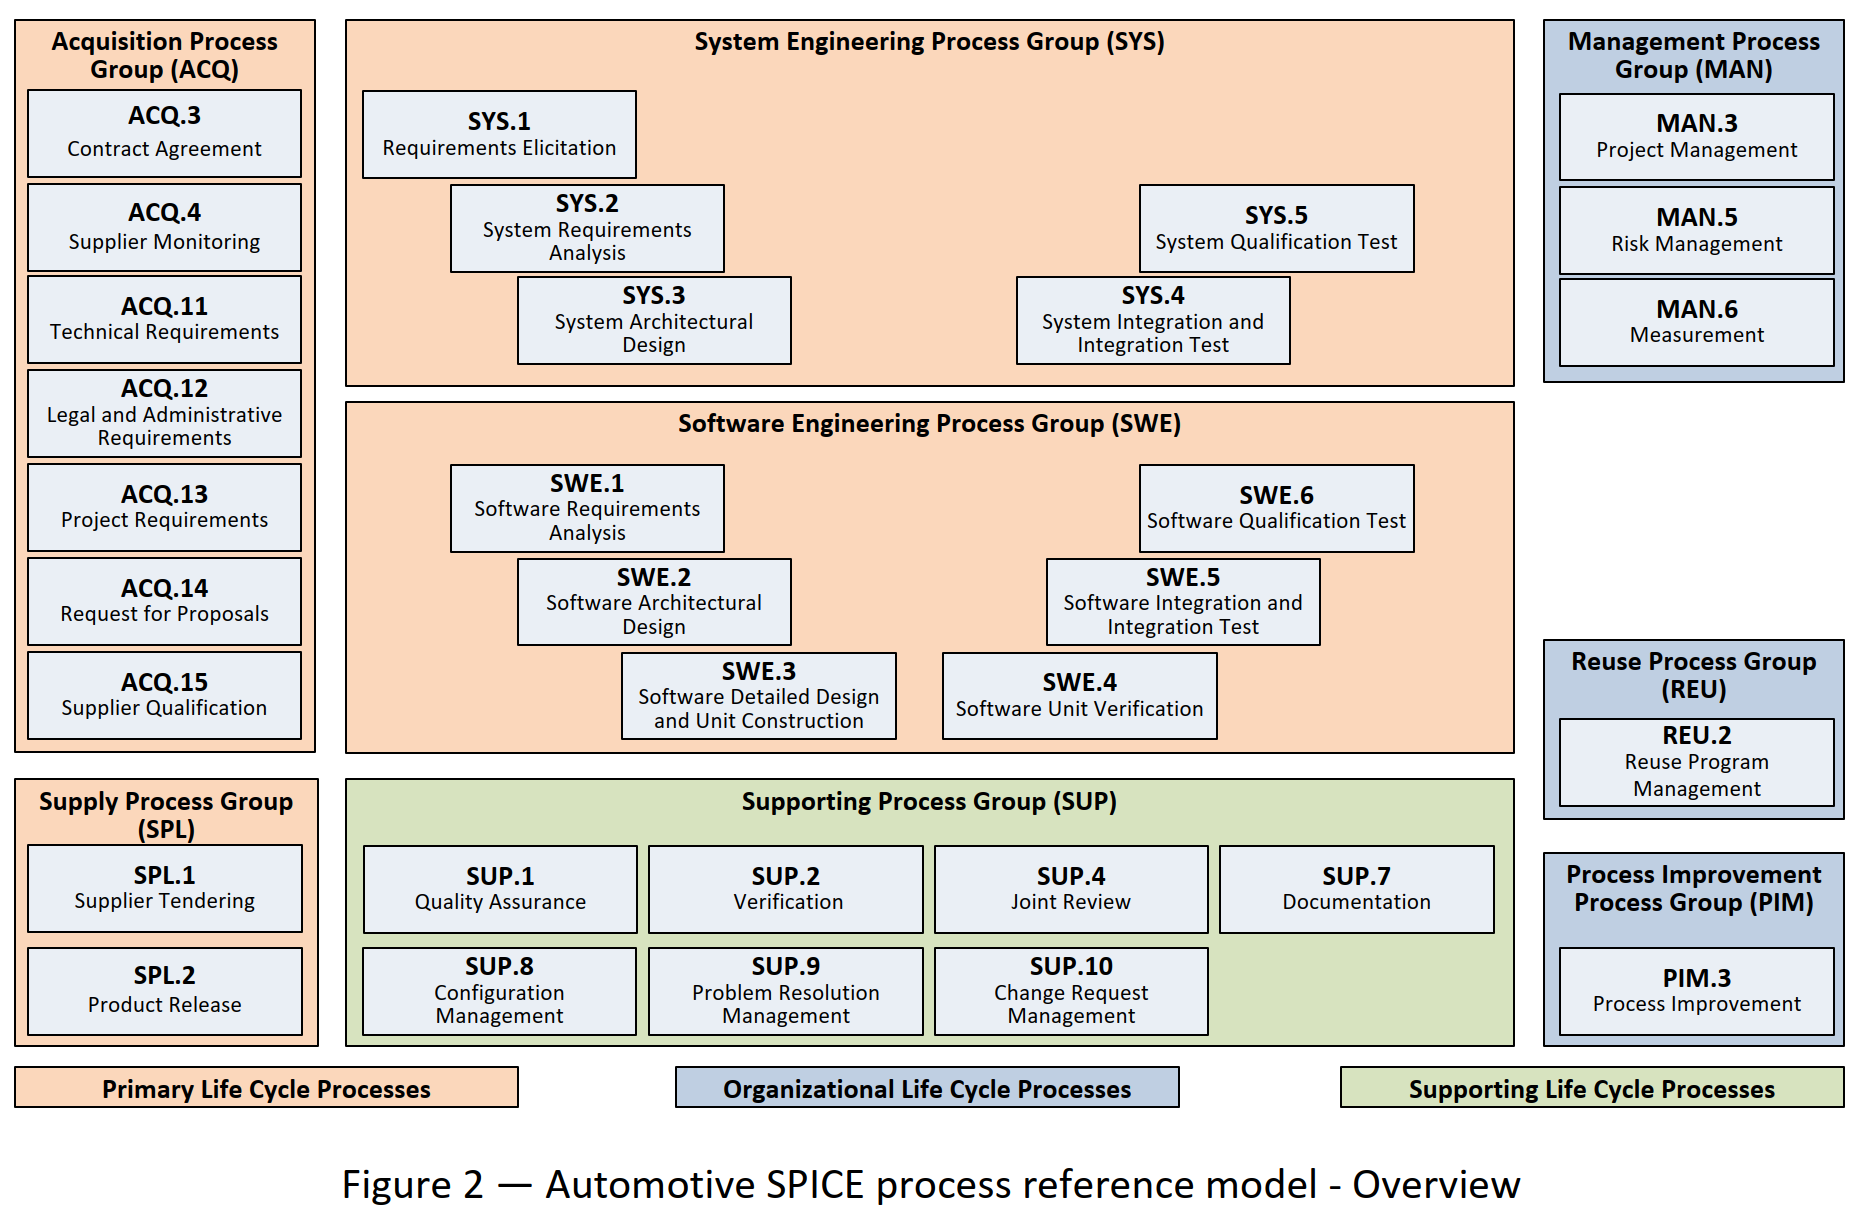 Acquisition Process
Group (ACQ)
ACQ.3
Contract Agreement
ACQ.4
Supplier Monitoring
ACQ.11
Technical Requirements
ACQ.12
Legal and Administrative
Requirements
ACQ.13
Project Requirements
ACQ.14
Request for Proposals
ACQ.15
Supplier Qualification
Supply Process Group
(SPL)
SPL.1
Supplier Tendering
SPL.2
Product Release
System Engineering Process Group (SYS)
SYS.1
Requirements Elicitation
SYS.2
System Requirements
Analysis
SYS.3
System Architectural
Design
SYS.5
System Qualification Test
SYS.4
System Integration and
Integration Test
Software Engineering Process Group (SWE)
SWE.1
Software Requirements
Analysis
SWE.2
Software Architectural
Design
SWE.3
Software Detailed Design
and Unit Construction
SWE.6
Software Qualification Test
SWE.5
Software Integration and
Integration Test
SWE.4
Software Unit Verification
Supporting Process Group (SUP)
SUP.1
Quality Assurance
SUP.2
Verification
SUP.4
Joint Review
SUP.7
Documentation
SUP.8
Configuration
Management
SUP.9
Problem Resolution
Management
SUP.10
Change Request
Management
Management Process
Group (MAN)
MAN.3
Project Management
MAN.5
Risk Management
MAN.6
Measurement
Reuse Process Group
(REU)
REU.2
Reuse Program
Management
Process Improvement
Process Group (PIM)
PIM.3
Process Improvement
Primary Life Cycle Processes
Organizational Life Cycle Processes
Supporting Life Cycle Processes
Figure 2 — Automotive SPICE process reference model - Overview